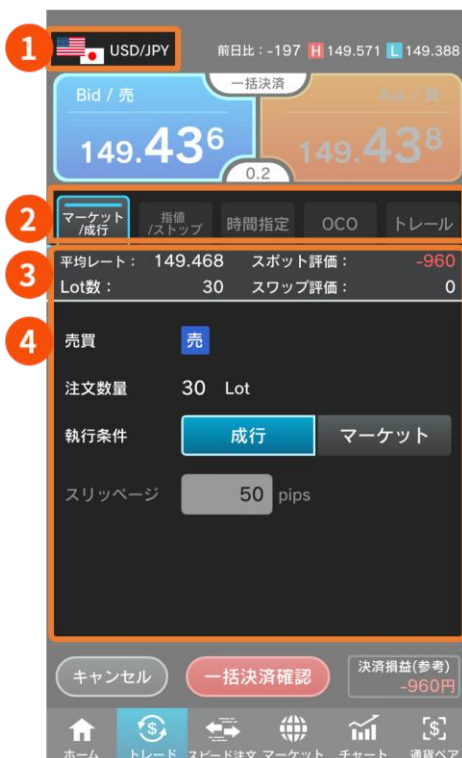 1 USD/JPY 前日比：-197 H 149.571 L 149.388
Bid / 売 一括決済 Ask / 買
149.436 0.2 149.438
2 マーケット/成行 指値/ストップ 時間指定 OCO トレール
3 平均レート： 149.468 スポット評価： -960
Lot数： 30 スワップ評価： 0
4 売買 売
注文数量 30 Lot
執行条件 成行 マーケット
スリッページ 50 pips
キャンセル 一括決済確認 決済損益(参考) -960円
ホーム トレード スピード注文 マーケット チャート 通貨ペア